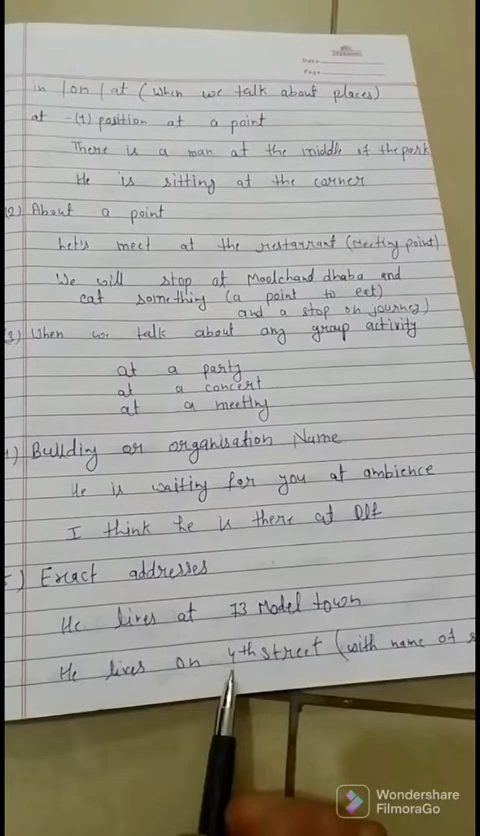 Date
Page
in / on / at ( when we talk about places)
at - (1) position at a point
There is a man at the middle of the park
He is sitting at the corner
(2) About a point
Let's meet at the restarrant (Meeting point)
We will stop at Moolchand dhaba and
eat something (a point to eat)
and a stop on journey)
3) When we talk about any group activity
at a party
at a concert
at a meeting
) Building or organisation Name
He is waiting for you at ambience
I think he is there at Dlf
) Exact addresses
He lives at 73 Model town
He lives on 4th street (with name of s
Wondershare
FilmoraGo